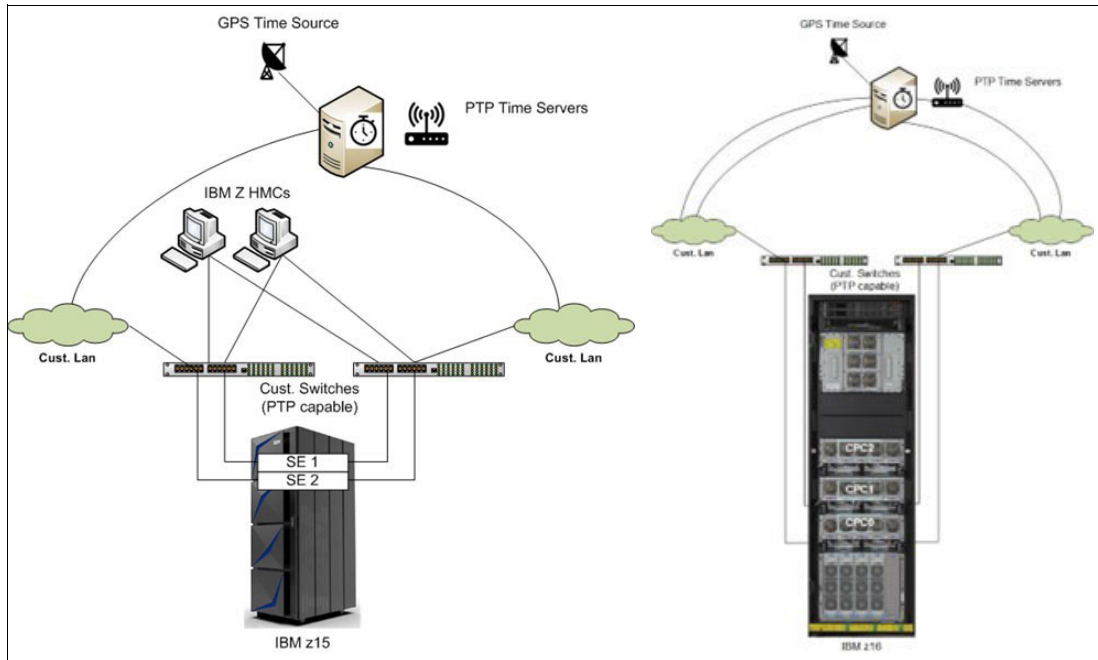 GPS Time Source
PTP Time Servers
IBM Z HMCs
Cust. Lan
Cust. Lan
Cust. Switches
(PTP capable)
SE 1
SE 2
IBM z15
GPS Time Source
PTP Time Servers
Cust. Lan
Cust. Lan
Cust. Switches
(PTP capable)
CPC2
CPC1
CPC0
IBM z16